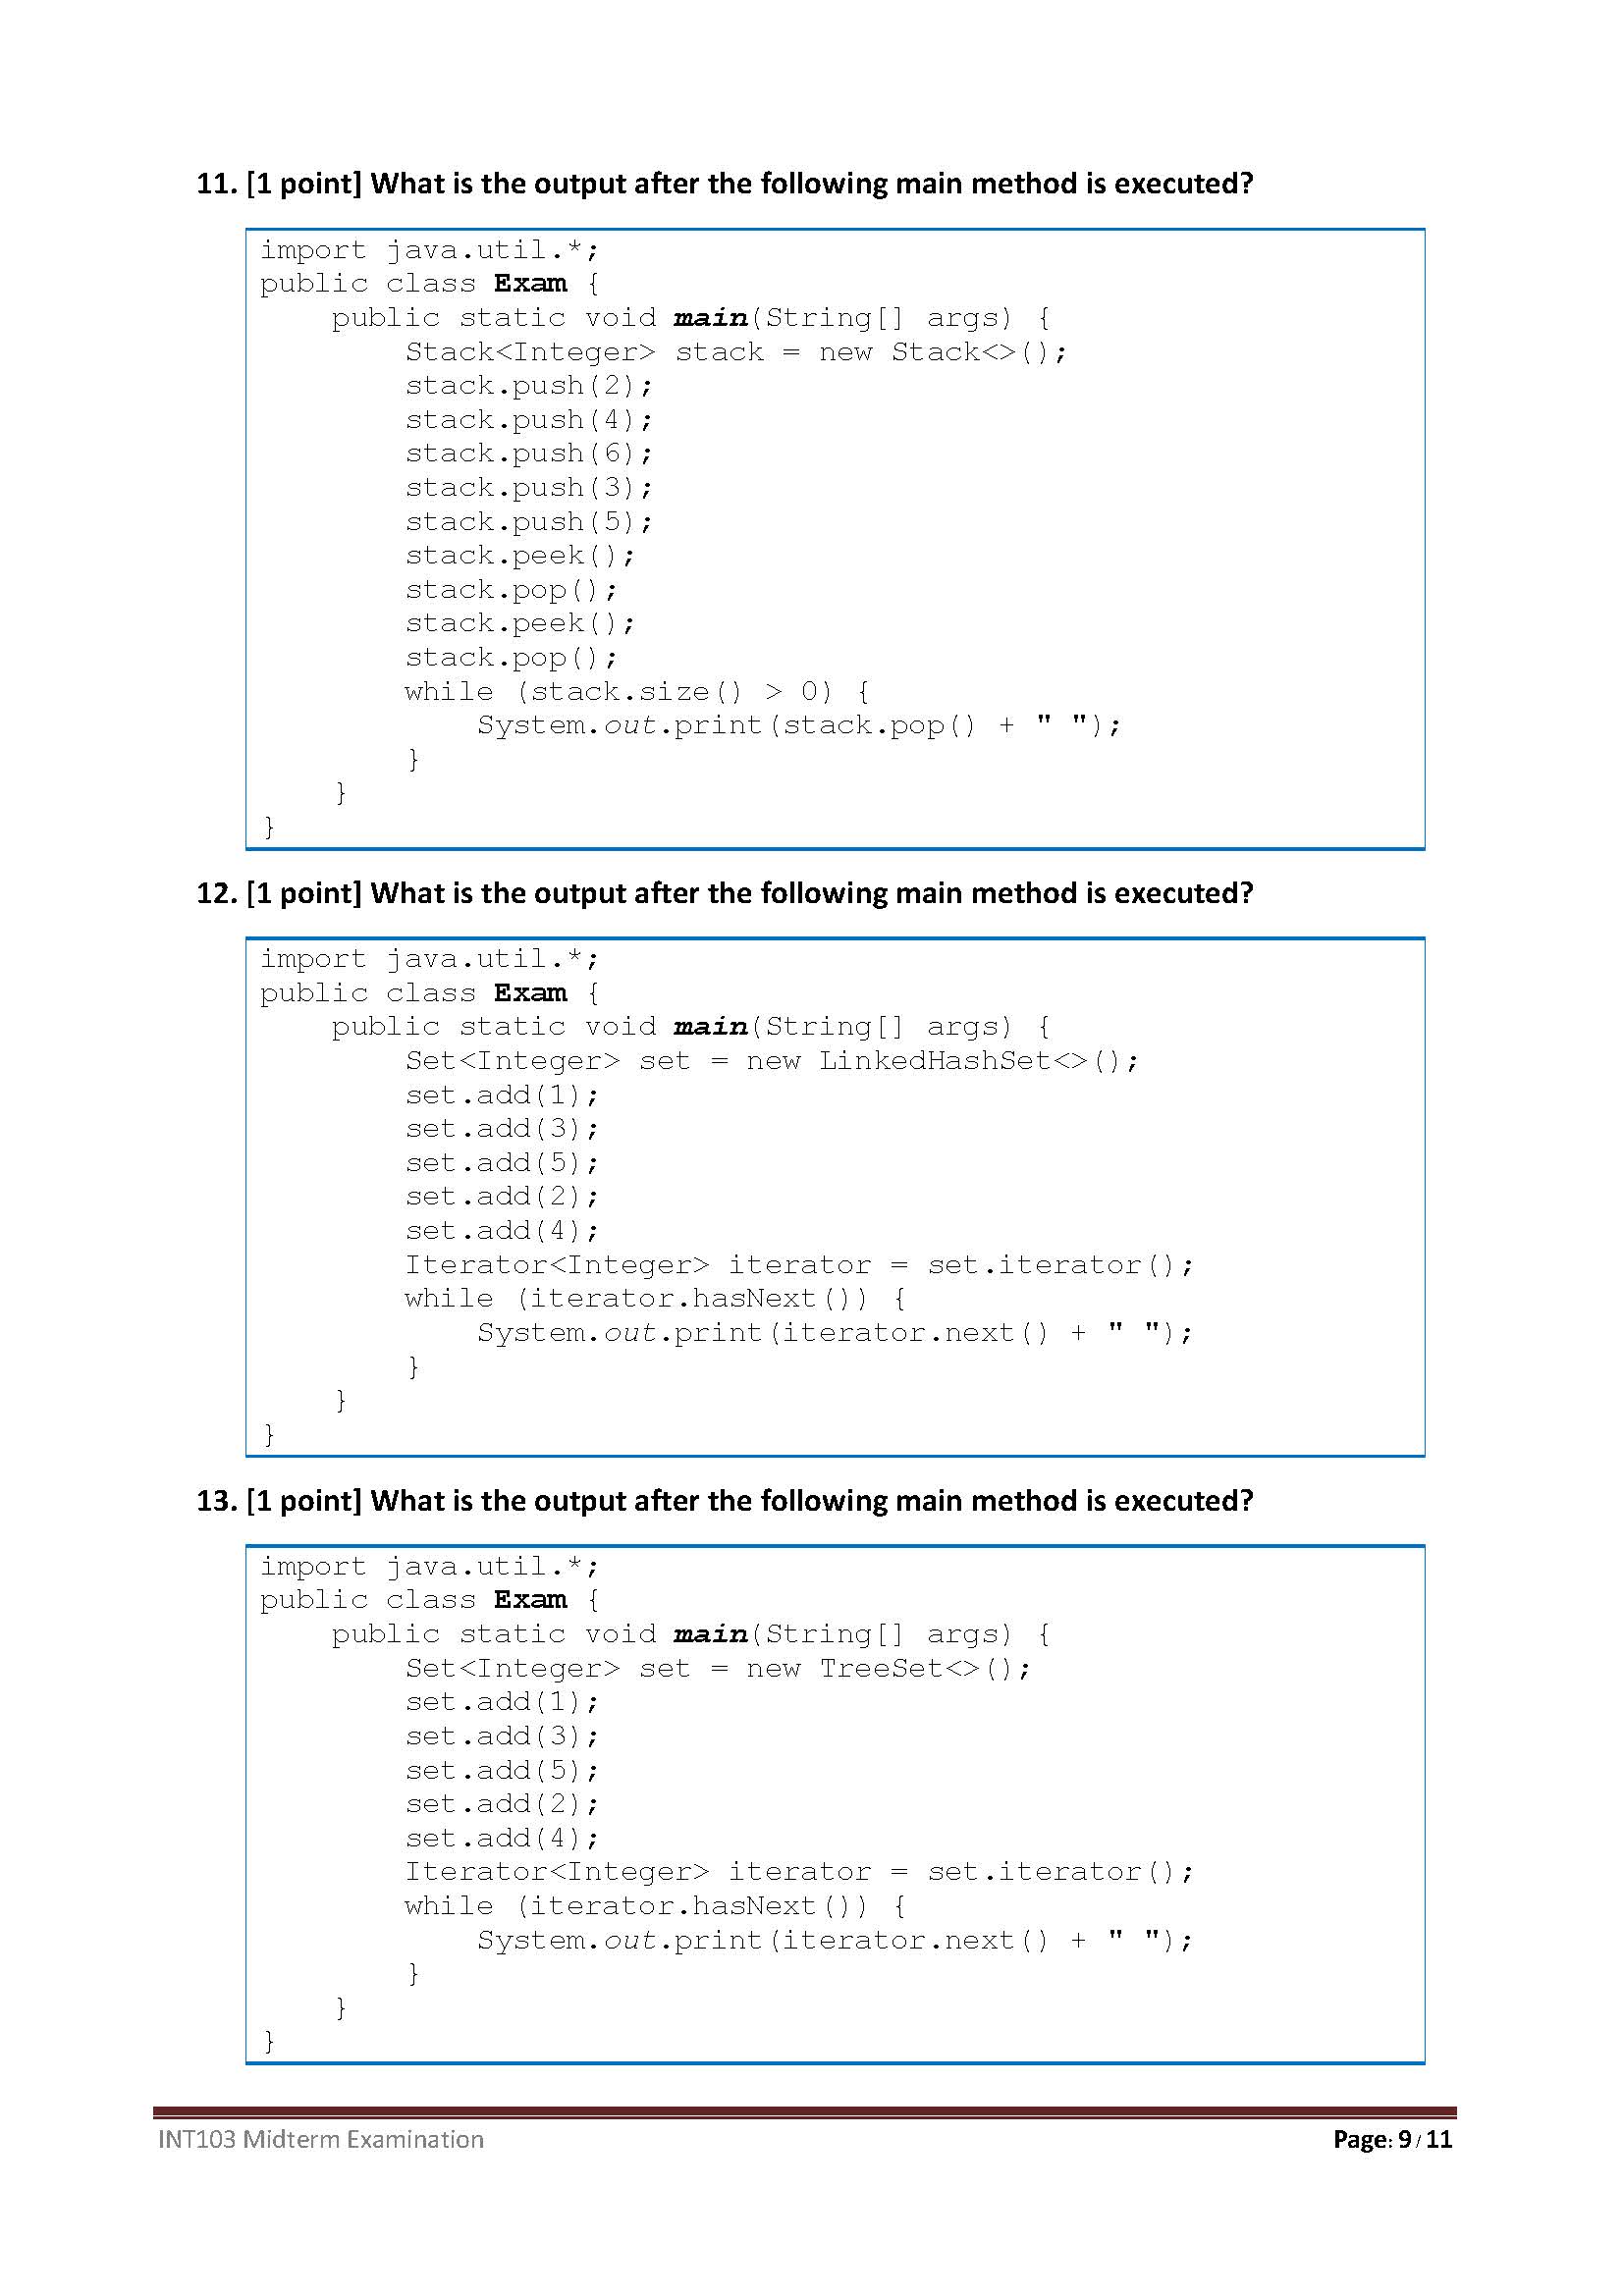 11. [1 point] What is the output after the following main method is executed?
import java.util.*;
public class Exam {
    public static void main(String[] args) {
        Stack<Integer> stack = new Stack<>();
        stack.push(2);
        stack.push(4);
        stack.push(6);
        stack.push(3);
        stack.push(5);
        stack.peek();
        stack.pop();
        stack.peek();
        stack.pop();
        while (stack.size() > 0) {
            System.out.print(stack.pop() + " ");
        }
    }
}
12. [1 point] What is the output after the following main method is executed?
import java.util.*;
public class Exam {
    public static void main(String[] args) {
        Set<Integer> set = new LinkedHashSet<>();
        set.add(1);
        set.add(3);
        set.add(5);
        set.add(2);
        set.add(4);
        Iterator<Integer> iterator = set.iterator();
        while (iterator.hasNext()) {
            System.out.print(iterator.next() + " ");
        }
    }
}
13. [1 point] What is the output after the following main method is executed?
import java.util.*;
public class Exam {
    public static void main(String[] args) {
        Set<Integer> set = new TreeSet<>();
        set.add(1);
        set.add(3);
        set.add(5);
        set.add(2);
        set.add(4);
        Iterator<Integer> iterator = set.iterator();
        while (iterator.hasNext()) {
            System.out.print(iterator.next() + " ");
        }
    }
}
INT103 Midterm Examination Page: 9 / 11